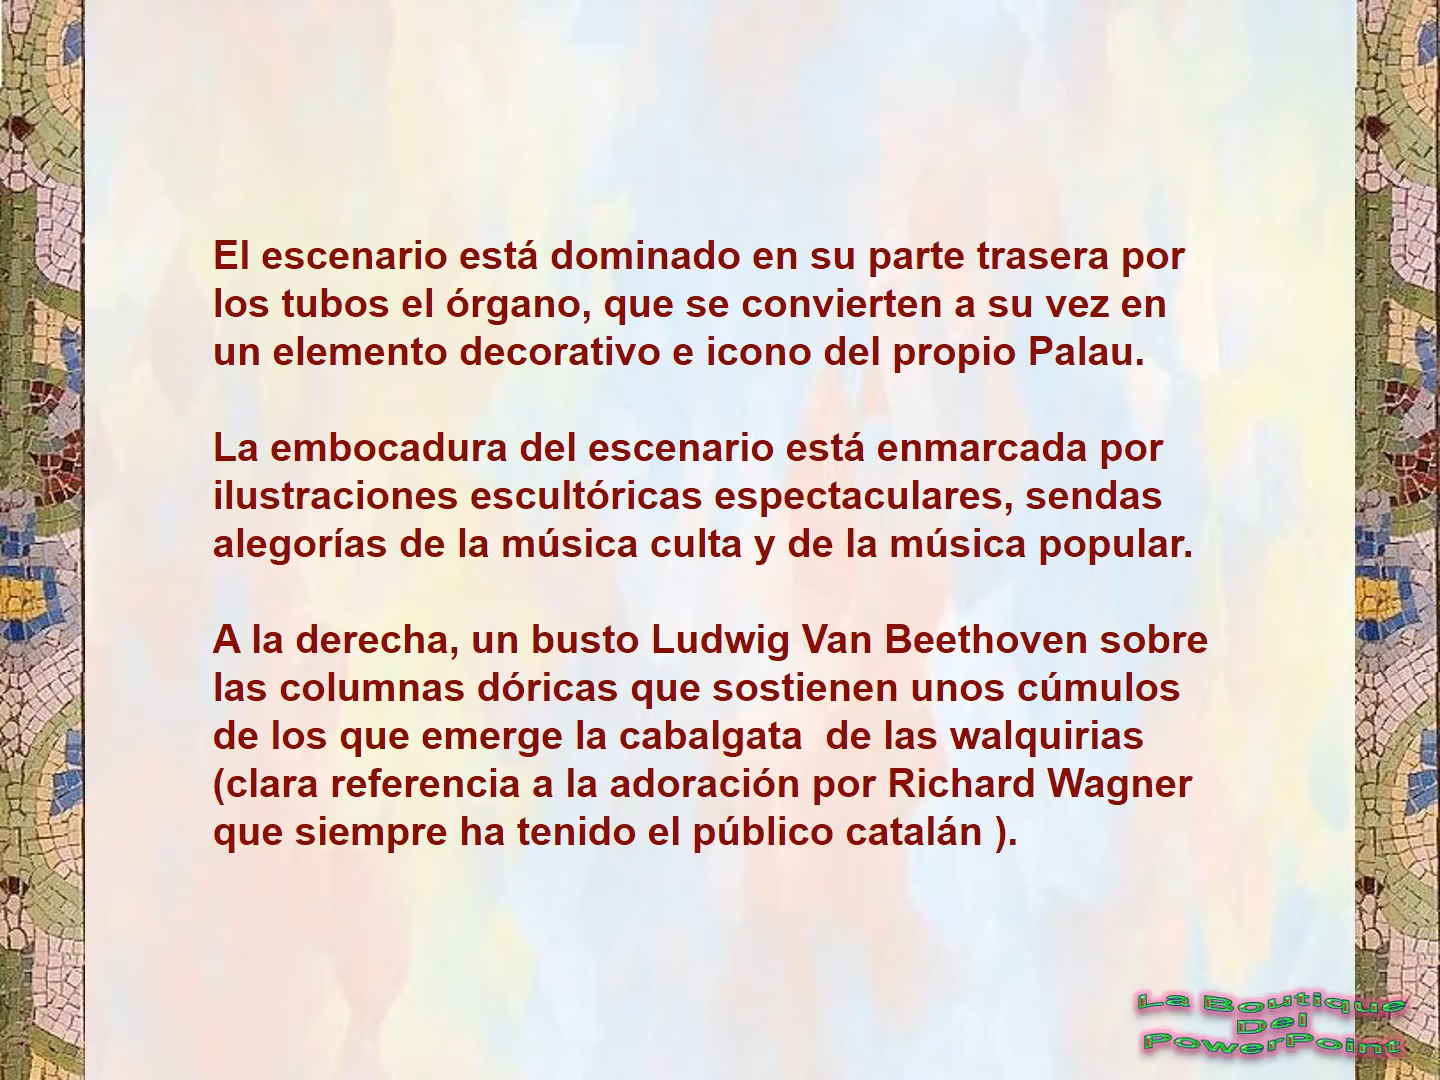 El escenario está dominado en su parte trasera por
los tubos el órgano, que se convierten a su vez en
un elemento decorativo e icono del propio Palau.
La embocadura del escenario está enmarcada por
ilustraciones escultóricas espectaculares, sendas
alegorías de la música culta y de la música popular.
A la derecha, un busto Ludwig Van Beethoven sobre
las columnas dóricas que sostienen unos cúmulos
de los que emerge la cabalgata  de las walquirias
(clara referencia a la adoración por Richard Wagner
que siempre ha tenido el público catalán ).
La Boutique
Del
PowerPoint